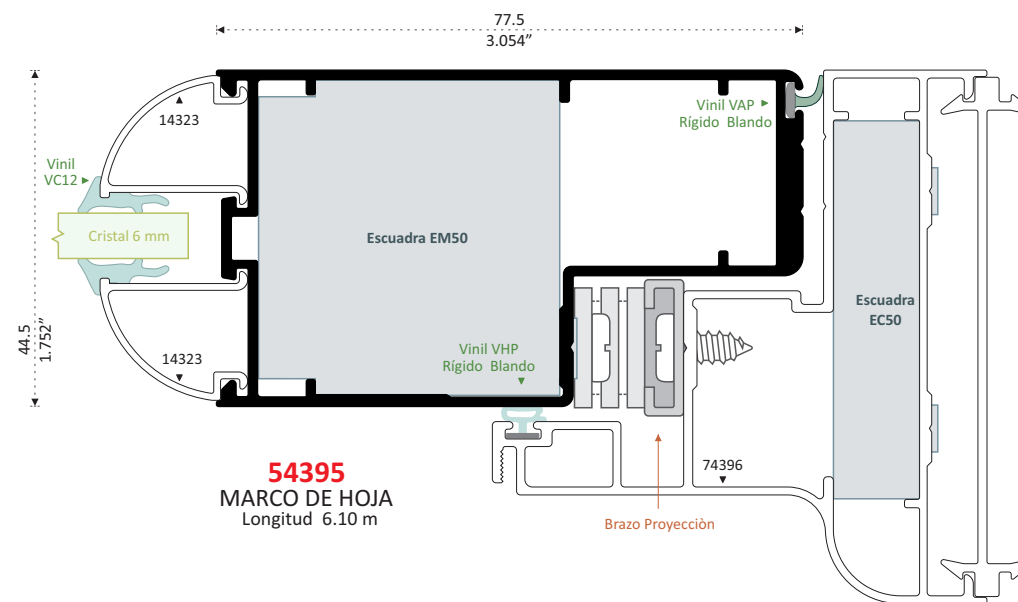 77.5
3.054”
14323
Vinil VAP
Rígido Blando
Vinil
VC12
Cristal 6 mm
Escuadra EM50
Escuadra
EC50
44.5
1.752”
14323
Vinil VHP
Rígido Blando
54395
MARCO DE HOJA
Longitud 6.10 m
74396
Brazo Proyecciòn